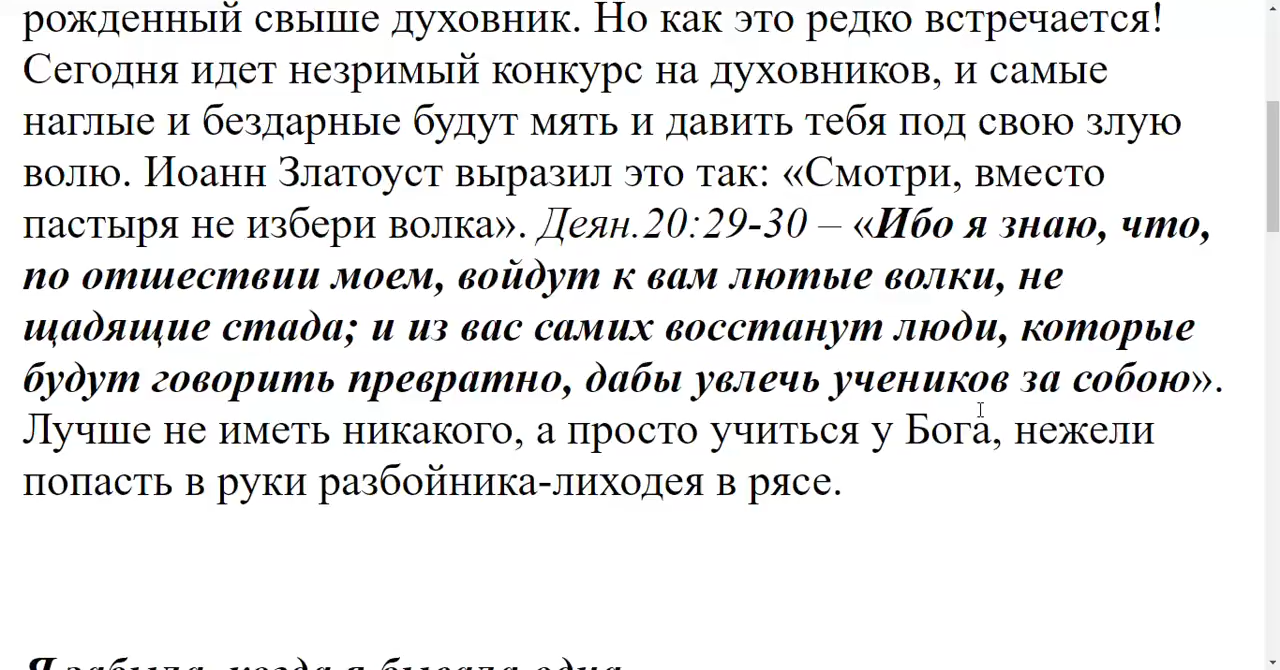 рожденный свыше духовник. Но как это редко встречается!
Сегодня идет незримый конкурс на духовников, и самые
наглые и бездарные будут мять и давить тебя под свою злую
волю. Иоанн Златоуст выразил это так: «Смотри, вместо
пастыря не избери волка». Деян.20:29-30 – «Ибо я знаю, что,
по отшествии моем, войдут к вам лютые волки, не
щадящие стада; и из вас самих восстанут люди, которые
будут говорить превратно, дабы увлечь учеников за собою».
Лучше не иметь никакого, а просто учиться у Бога, нежели
попасть в руки разбойника-лиходея в рясе.
Я забыла, когда я бывала одна